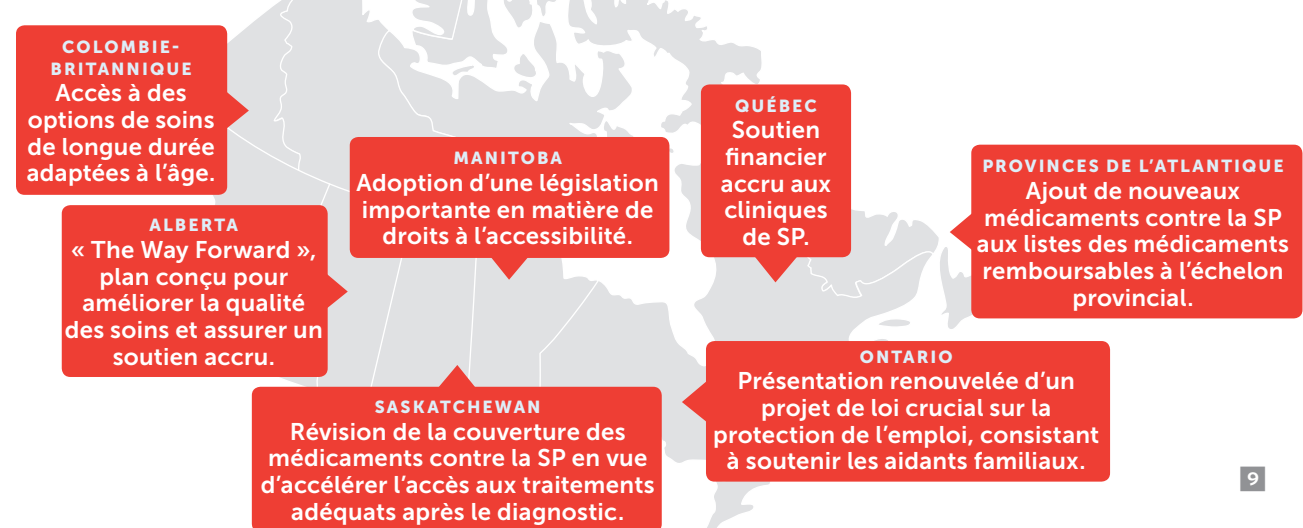 COLOMBIE-
BRITANNIQUE
Accès à des
options de soins
de longue durée
adaptées à l’âge.
ALBERTA
« The Way Forward »,
plan conçu pour
améliorer la qualité
des soins et assurer un
soutien accru.
MANITOBA
Adoption d’une législation
importante en matière de
droits à l’accessibilité.
SASKATCHEWAN
Révision de la couverture des
médicaments contre la SP en vue
d’accélérer l’accès aux traitements
adéquats après le diagnostic.
QUÉBEC
Soutien
financier
accru aux
cliniques
de SP.
PROVINCES DE L’ATLANTIQUE
Ajout de nouveaux
médicaments contre la SP
aux listes des médicaments
remboursables à l’échelon
provincial.
ONTARIO
Présentation renouvelée d’un
projet de loi crucial sur la
protection de l’emploi, consistant
à soutenir les aidants familiaux.
9